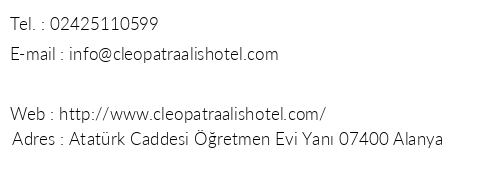 Tel. : 02425110599
E-mail : info@cleopatraalishotel.com
Web : http://www.cleopatraalishotel.com/
Adres : Atatürk Caddesi Öğretmen Evi Yanı 07400 Alanya